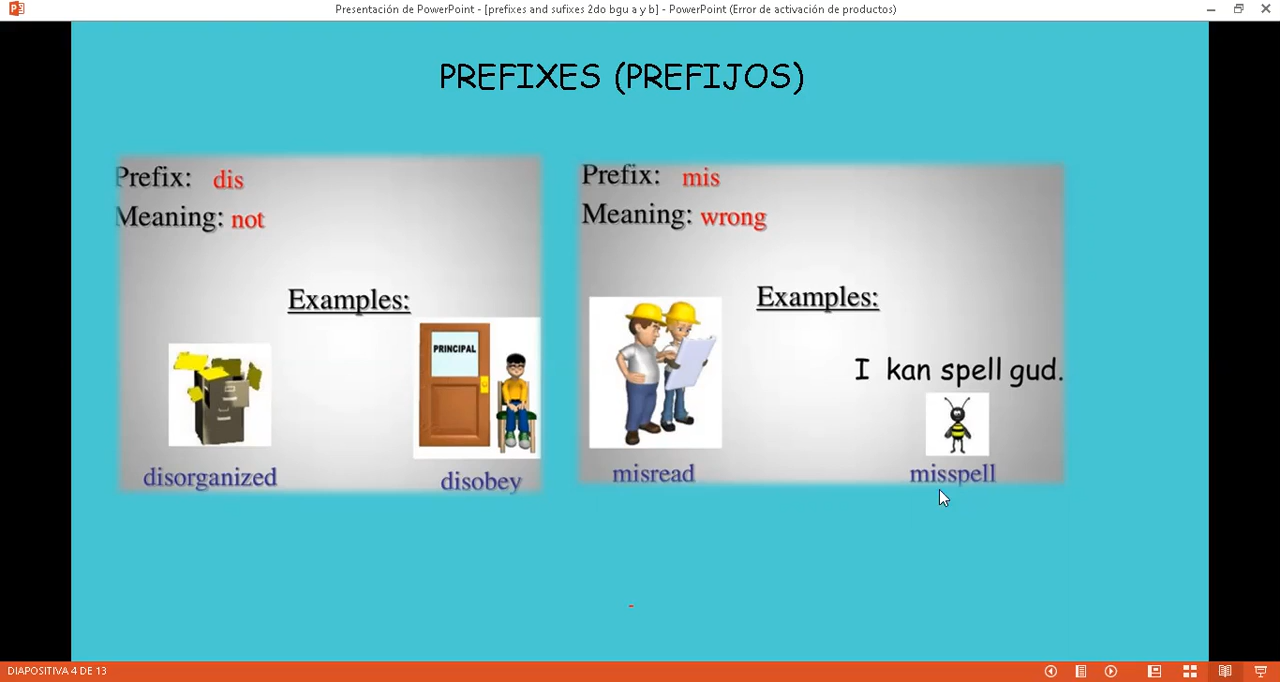 Presentación de PowerPoint - [prefixes and sufixes 2do bgu a y b] - PowerPoint (Error de activación de productos)
PREFIXES (PREFIJOS)
Prefix: dis
Meaning: not
Examples:
PRINCIPAL
disorganized
disobey
Prefix: mis
Meaning: wrong
Examples:
I kan spell gud.
misread
misspell
DIAPOSITIVA 4 DE 13